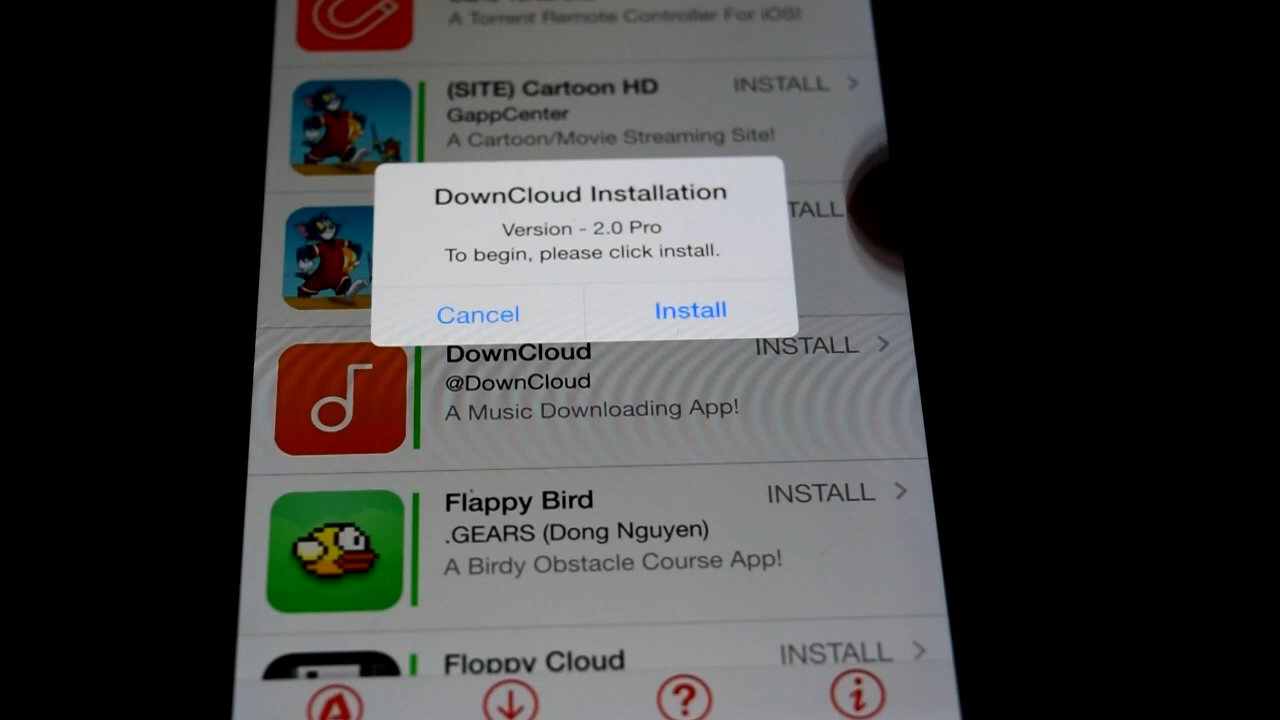 A Torrent Remote Controller For iOS!
(SITE) Cartoon HD
INSTALL >
GappCenter
A Cartoon/Movie Streaming Site!
DownCloud Installation
Version - 2.0 Pro
To begin, please click install.
Cancel
Install
TALL
DownCloud
INSTALL >
@DownCloud
A Music Downloading App!
Flappy Bird
INSTALL >
.GEARS (Dong Nguyen)
A Birdy Obstacle Course App!
Floppy Cloud
INSTALL >
A
?
i